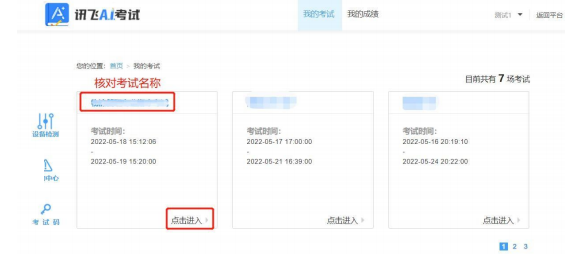 讯飞A.I考试
我的考试 我的成绩
测试1 ▼ 返回平台
您的位置：首页 > 我的考试
核对考试名称
目前共有 7 场考试
考试时间：
2022-05-18 15:12:06
-
2022-05-19 15:20:00
点击进入 >
考试时间：
2022-05-17 17:00:00
-
2022-05-21 16:39:00
点击进入 >
考试时间：
2022-05-16 20:19:10
-
2022-05-24 20:22:00
点击进入 >
设备检测
考试码
1 2 3